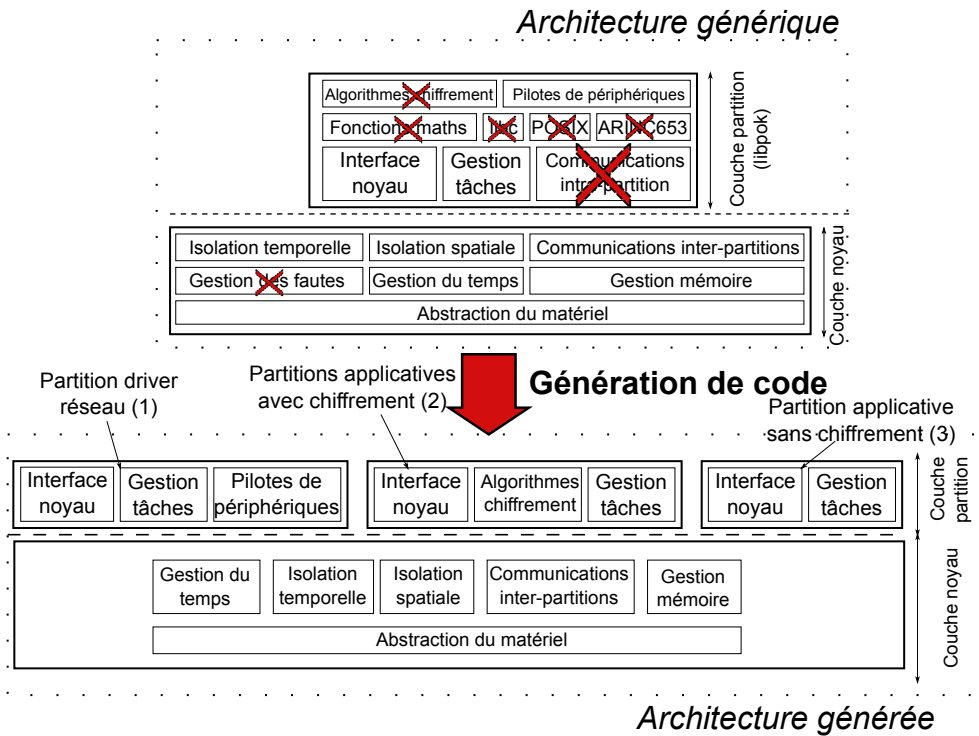 Architecture générique
Algorithmes chiffrement
Pilotes de périphériques
Fonctions maths
libc
POSIX
ARINC653
Interface
noyau
Gestion
tâches
Communications
intra-partition
Couche partition
(libpok)
Isolation temporelle
Isolation spatiale
Communications inter-partitions
Gestion des fautes
Gestion du temps
Gestion mémoire
Abstraction du matériel
Couche noyau
Génération de code
Partition driver
réseau (1)
Partitions applicatives
avec chiffrement (2)
Partition applicative
sans chiffrement (3)
Interface
noyau
Gestion
tâches
Pilotes de
périphériques
Interface
noyau
Algorithmes
chiffrement
Gestion
tâches
Interface
noyau
Gestion
tâches
Couche
partition
Gestion du
temps
Isolation
temporelle
Isolation
spatiale
Communications
inter-partitions
Gestion
mémoire
Abstraction du matériel
Couche noyau
Architecture générée